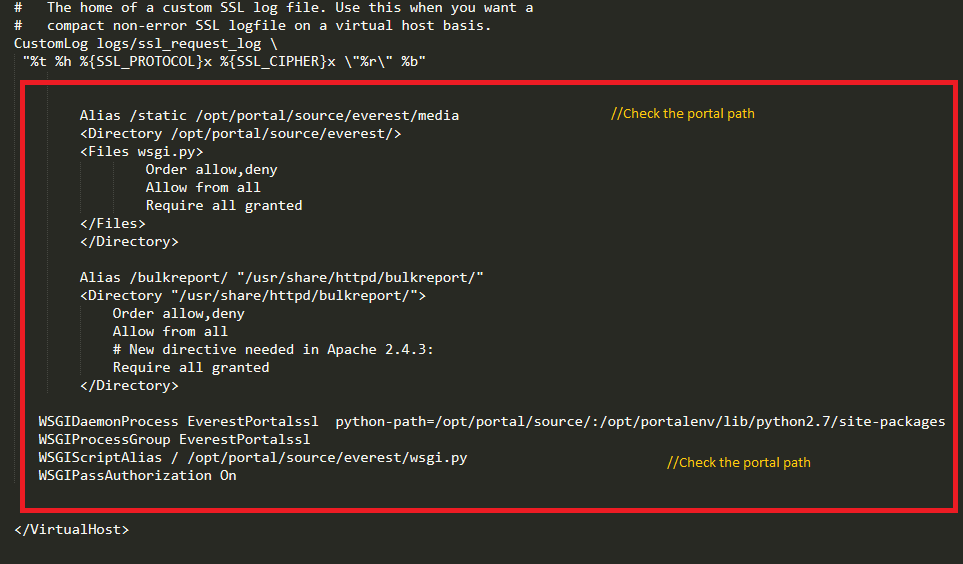 #   The home of a custom SSL log file. Use this when you want a
#   compact non-error SSL logfile on a virtual host basis.
CustomLog logs/ssl_request_log \
 "%t %h %{SSL_PROTOCOL}x %{SSL_CIPHER}x \"%r\" %b"
        Alias /static /opt/portal/source/everest/media //Check the portal path
        <Directory /opt/portal/source/everest/>
        <Files wsgi.py>
                Order allow,deny
                Allow from all
                Require all granted
        </Files>
        </Directory>
        Alias /bulkreport/ "/usr/share/httpd/bulkreport/"
        <Directory "/usr/share/httpd/bulkreport/">
            Order allow,deny
            Allow from all
            # New directive needed in Apache 2.4.3:
            Require all granted
        </Directory>
   WSGIDaemonProcess EverestPortalssl  python-path=/opt/portal/source/:/opt/portalenv/lib/python2.7/site-packages
   WSGIProcessGroup EverestPortalssl
   WSGIScriptAlias / /opt/portal/source/everest/wsgi.py //Check the portal path
   WSGIPassAuthorization On
</VirtualHost>